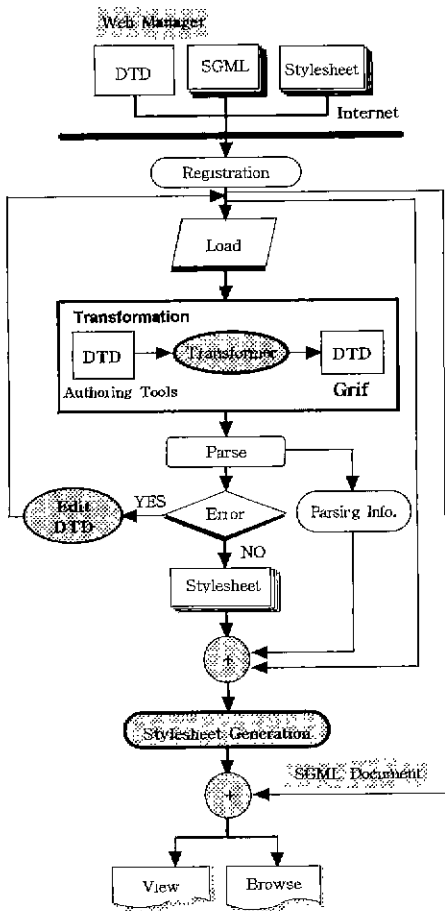 Web Manager
DTD
SGML
Stylesheet
Internet
Registration
Load
Transformation
DTD
Transformer
DTD
Authoring Tools
Grif
Parse
Edit
DTD
YES
Error
Parsing Info.
NO
Stylesheet
+
Stylesheet Generation
SGML Document
+
View
Browse